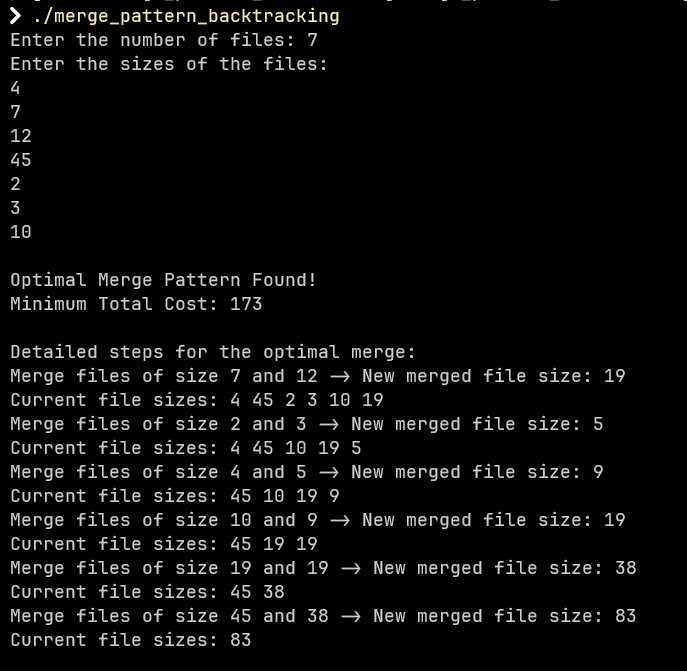 ❯ ./merge_pattern_backtracking
Enter the number of files: 7
Enter the sizes of the files:
4
7
12
45
2
3
10
Optimal Merge Pattern Found!
Minimum Total Cost: 173
Detailed steps for the optimal merge:
Merge files of size 7 and 12 -> New merged file size: 19
Current file sizes: 4 45 2 3 10 19
Merge files of size 2 and 3 -> New merged file size: 5
Current file sizes: 4 45 10 19 5
Merge files of size 4 and 5 -> New merged file size: 9
Current file sizes: 45 10 19 9
Merge files of size 10 and 9 -> New merged file size: 19
Current file sizes: 45 19 19
Merge files of size 19 and 19 -> New merged file size: 38
Current file sizes: 45 38
Merge files of size 45 and 38 -> New merged file size: 83
Current file sizes: 83